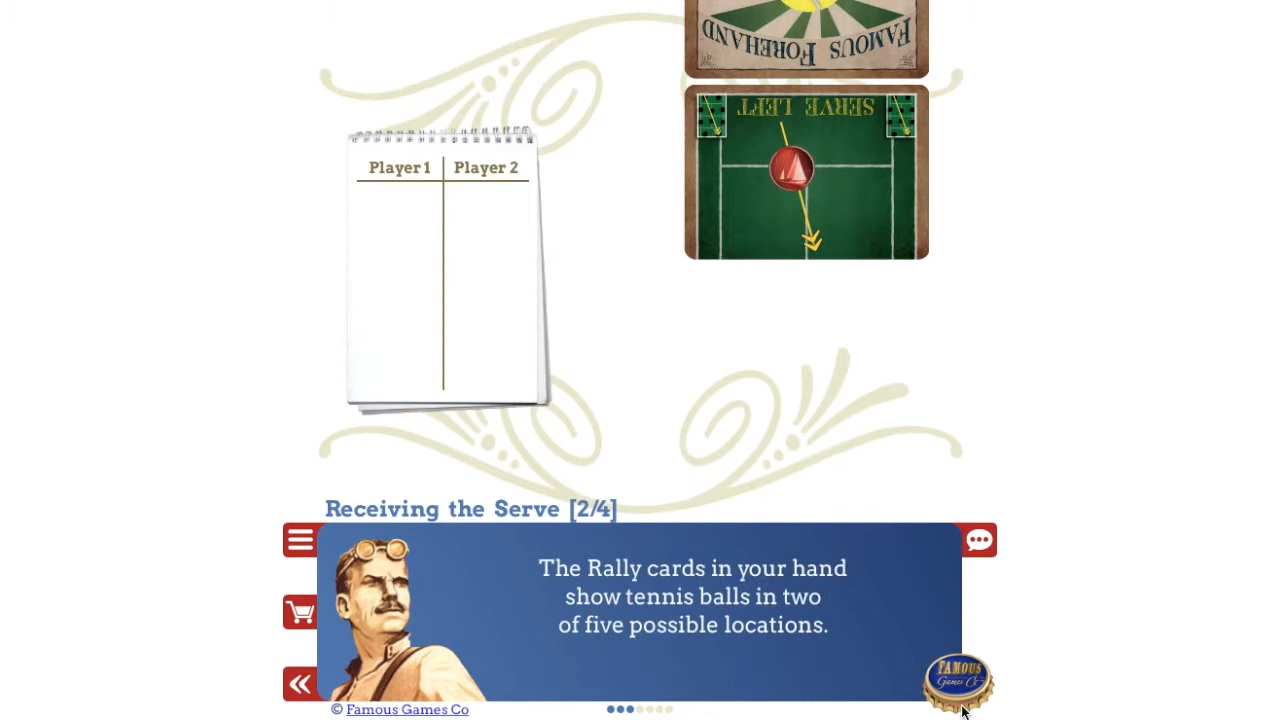 FAMOUS FOREHAND
SERVE LEFT
Player 1 Player 2
Receiving the Serve [2/4]
The Rally cards in your hand
show tennis balls in two
of five possible locations.
FAMOUS
Games Co
© Famous Games Co